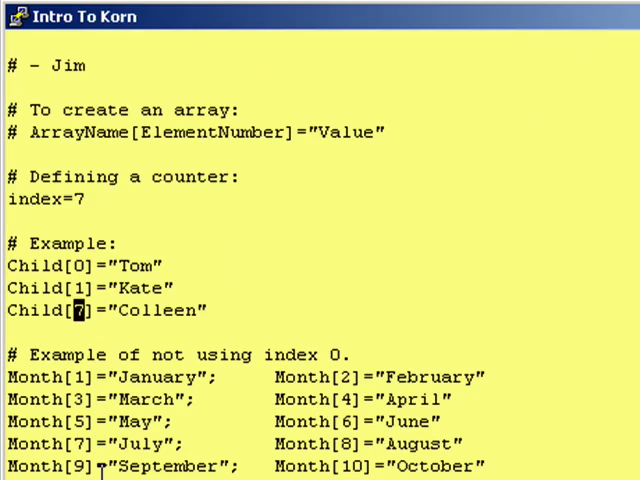 Intro To Korn
# - Jim
# To create an array:
# ArrayName[ElementNumber]="Value"
# Defining a counter:
index=7
# Example:
Child[0]="Tom"
Child[1]="Kate"
Child[7]="Colleen"
# Example of not using index 0.
Month[1]="January"; Month[2]="February"
Month[3]="March"; Month[4]="April"
Month[5]="May"; Month[6]="June"
Month[7]="July"; Month[8]="August"
Month[9]="September"; Month[10]="October"